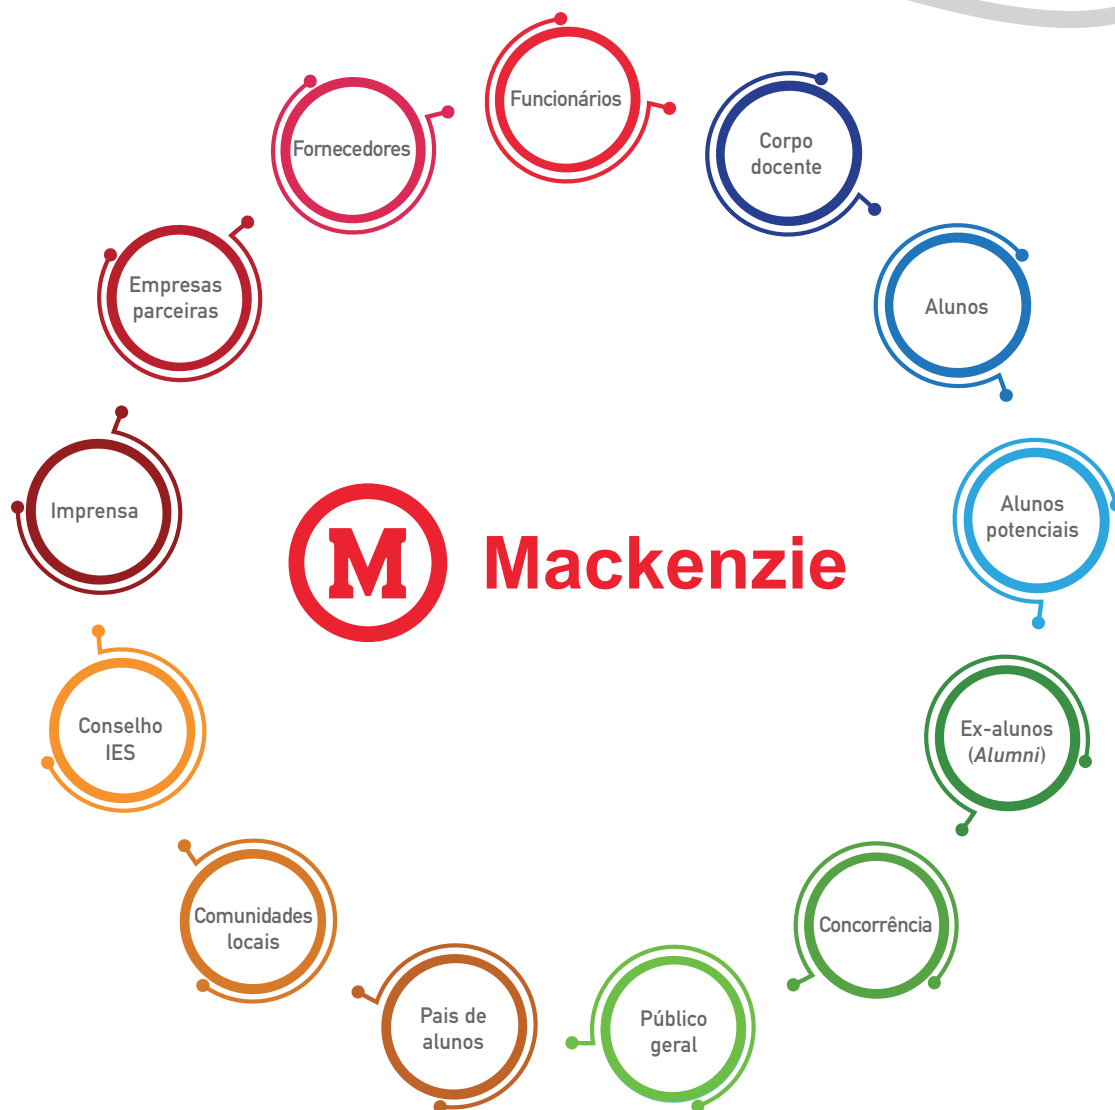 Funcionários
Corpo
docente
Alunos
Alunos
potenciais
Ex-alunos
(Alumni)
Concorrência
Público
geral
Pais de
alunos
Comunidades
locais
Conselho
IES
Imprensa
Empresas
parceiras
Fornecedores
M Mackenzie